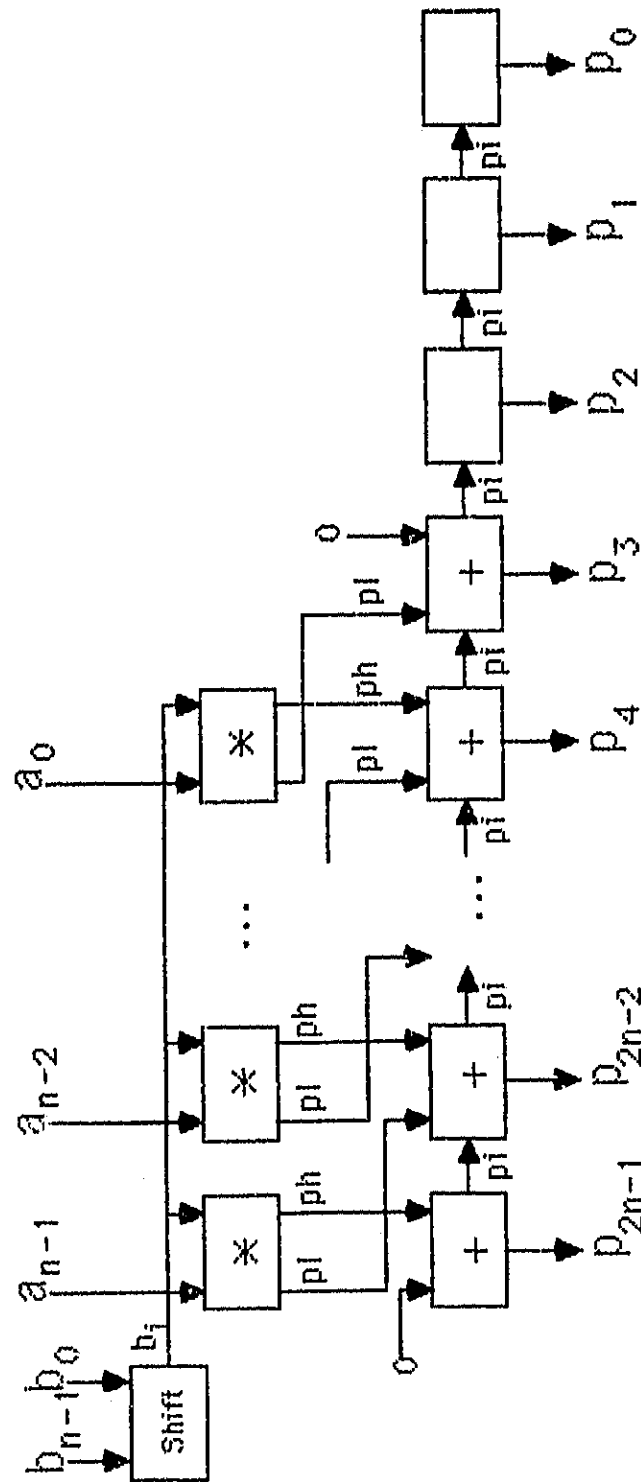 b_{n-1} b_0 a_{n-1} a_{n-2} a_0
Shift b_i
* * ... *
pl ph pl ph
0 pl ph pl 0
+ + ... + +
pi pi pi pi pi pi pi
p_{2n-1} p_{2n-2} p_4 p_3 p_2 p_1 p_0